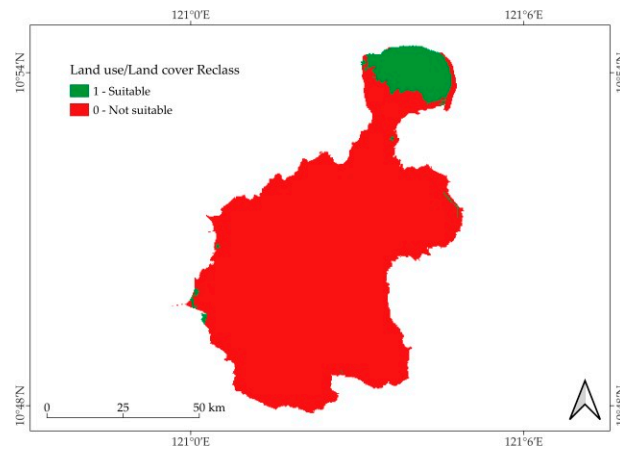 121°0'E 121°6'E
10°54'N 10°54'N
Land use/Land cover Reclass
1 - Suitable
0 - Not suitable
10°48'N 10°48'N
0 25 50 km
121°0'E 121°6'E